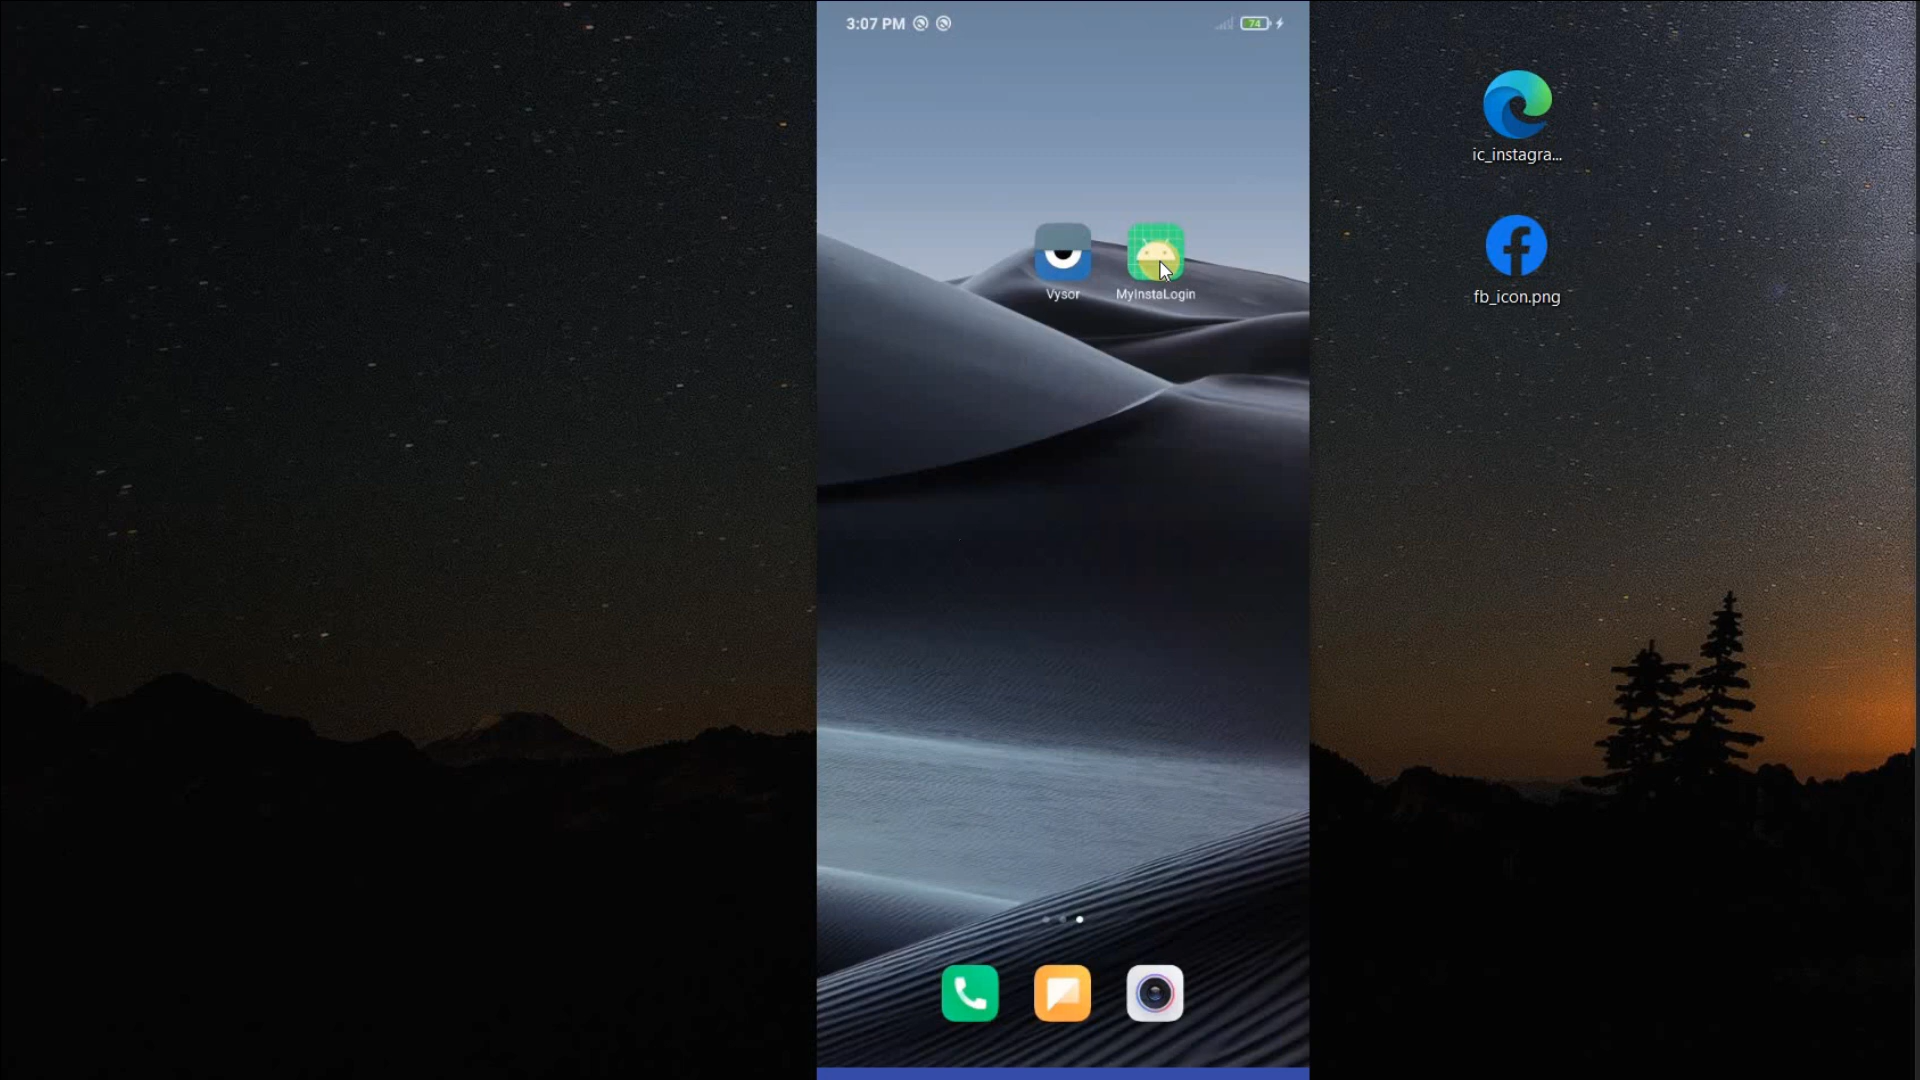 3:07 PM
74
ic_instagra...
fb_icon.png
Vysor
MyInstaLogin